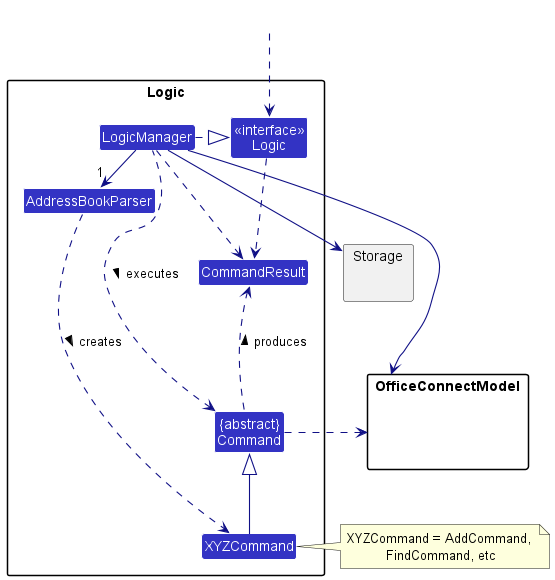 Logic
LogicManager
«interface»
Logic
1
AddressBookParser
CommandResult
Storage
executes
creates
produces
OfficeConnectModel
{abstract}
Command
XYZCommand
XYZCommand = AddCommand,
FindCommand, etc